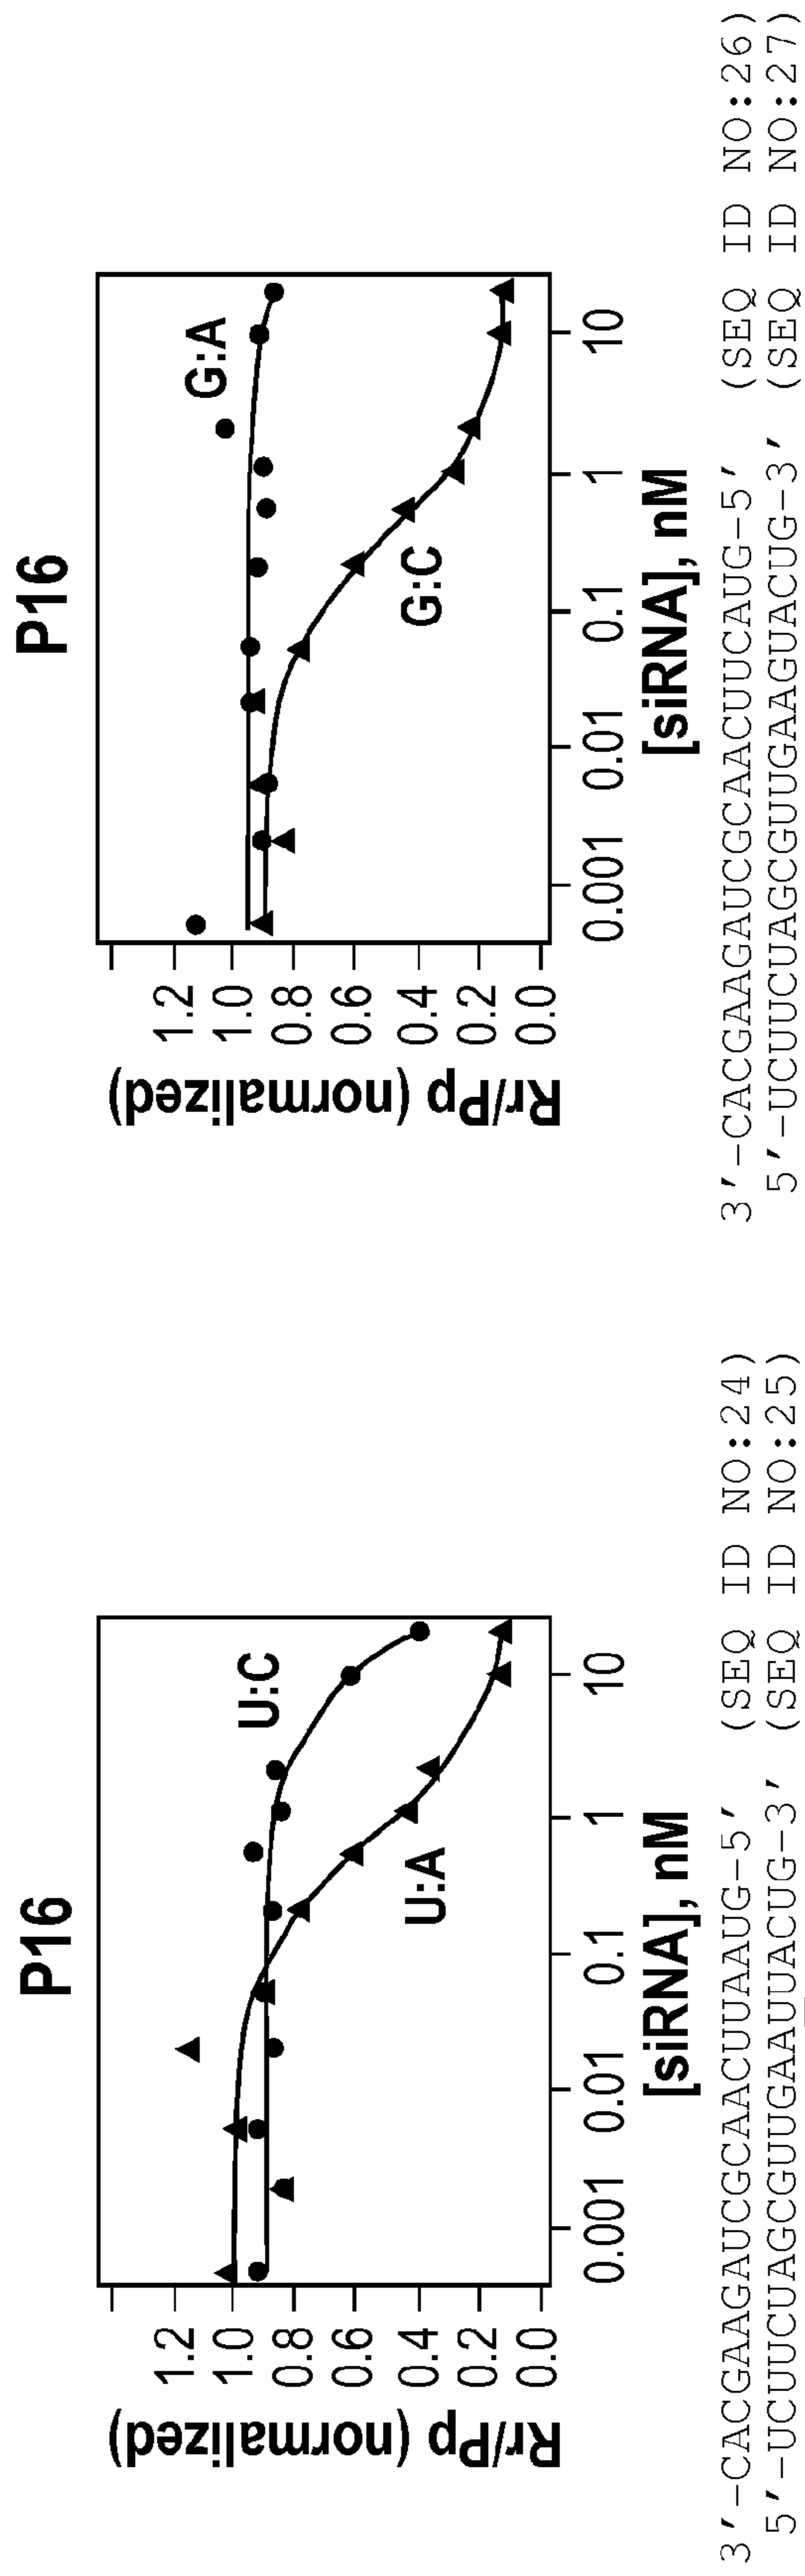 P16
Rr/Pp (normalized)
1.2
1.0
0.8
0.6
0.4
0.2
0.0
U:C
U:A
0.001
0.01
0.1
1
10
[siRNA], nM
3′-CACGAAGAUCGCAACUUAAUG-5′ (SEQ ID NO:24)
5′-UCUUCUAGCGUUGAAUUACUG-3′ (SEQ ID NO:25)
P16
Rr/Pp (normalized)
1.2
1.0
0.8
0.6
0.4
0.2
0.0
G:A
G:C
0.001
0.01
0.1
1
10
[siRNA], nM
3′-CACGAAGAUCGCAACUUCAUG-5′ (SEQ ID NO:26)
5′-UCUUCUAGCGUUGAAGUACUG-3′ (SEQ ID NO:27)